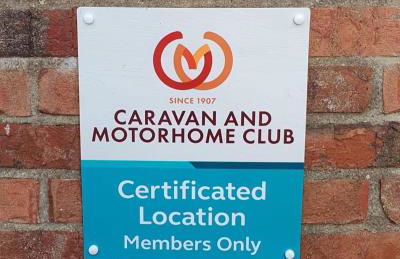 SINCE 1907
CARAVAN AND
MOTORHOME CLUB
Certificated
Location
Members Only